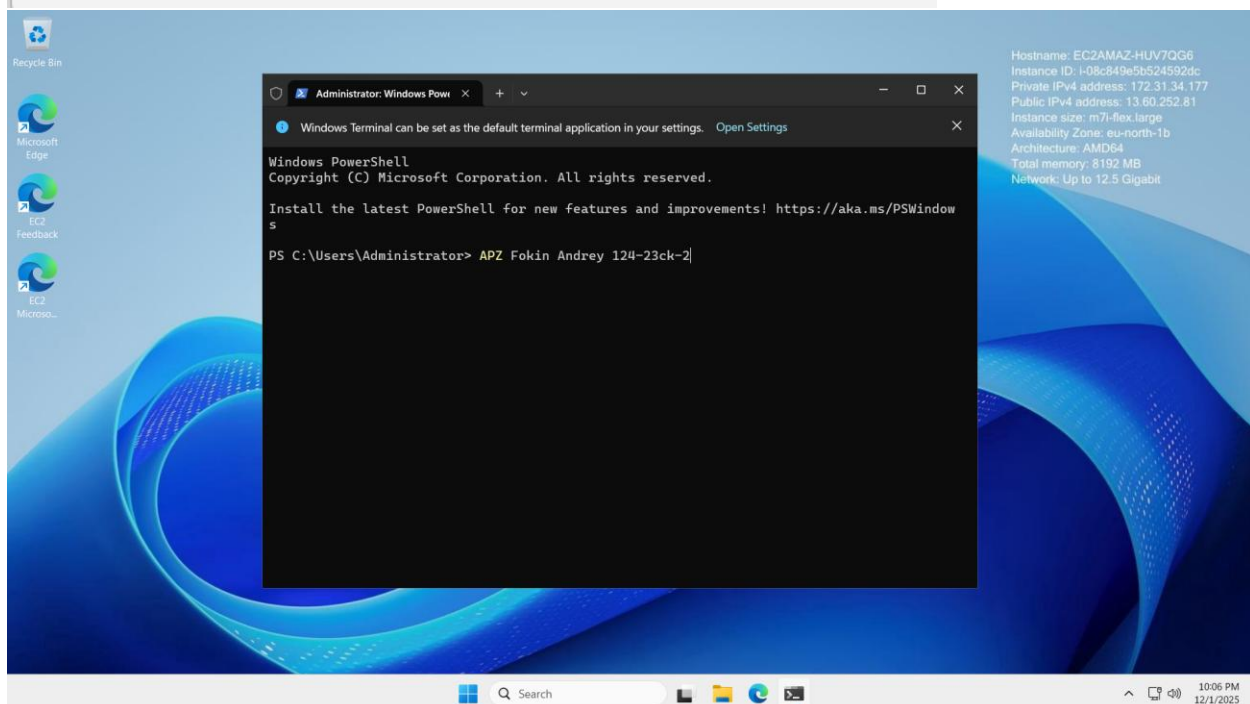 Recycle Bin
Microsoft
Edge
EC2
Feedback
EC2
Microso...
Administrator: Windows Powe
Windows Terminal can be set as the default terminal application in your settings. Open Settings
Windows PowerShell
Copyright (C) Microsoft Corporation. All rights reserved.
Install the latest PowerShell for new features and improvements! https://aka.ms/PSWindow
s
PS C:\Users\Administrator> APZ Fokin Andrey 124-23ck-2
Hostname: EC2AMAZ-HUV7QG6
Instance ID: i-08c849e5b524592dc
Private IPv4 address: 172.31.34.177
Public IPv4 address: 13.60.252.81
Instance size: m7i-flex.large
Availability Zone: eu-north-1b
Architecture: AMD64
Total memory: 8192 MB
Network: Up to 12.5 Gigabit
Search
10:06 PM
12/1/2025